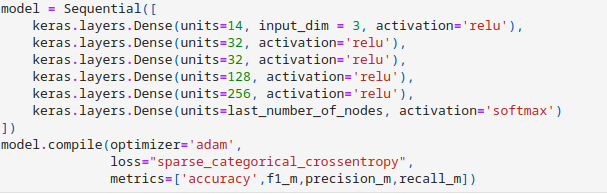 model = Sequential([
    keras.layers.Dense(units=14, input_dim = 3, activation='relu'),
    keras.layers.Dense(units=32, activation='relu'),
    keras.layers.Dense(units=32, activation='relu'),
    keras.layers.Dense(units=128, activation='relu'),
    keras.layers.Dense(units=256, activation='relu'),
    keras.layers.Dense(units=last_number_of_nodes, activation='softmax')
])
model.compile(optimizer='adam',
              loss="sparse_categorical_crossentropy",
              metrics=['accuracy',f1_m,precision_m,recall_m])